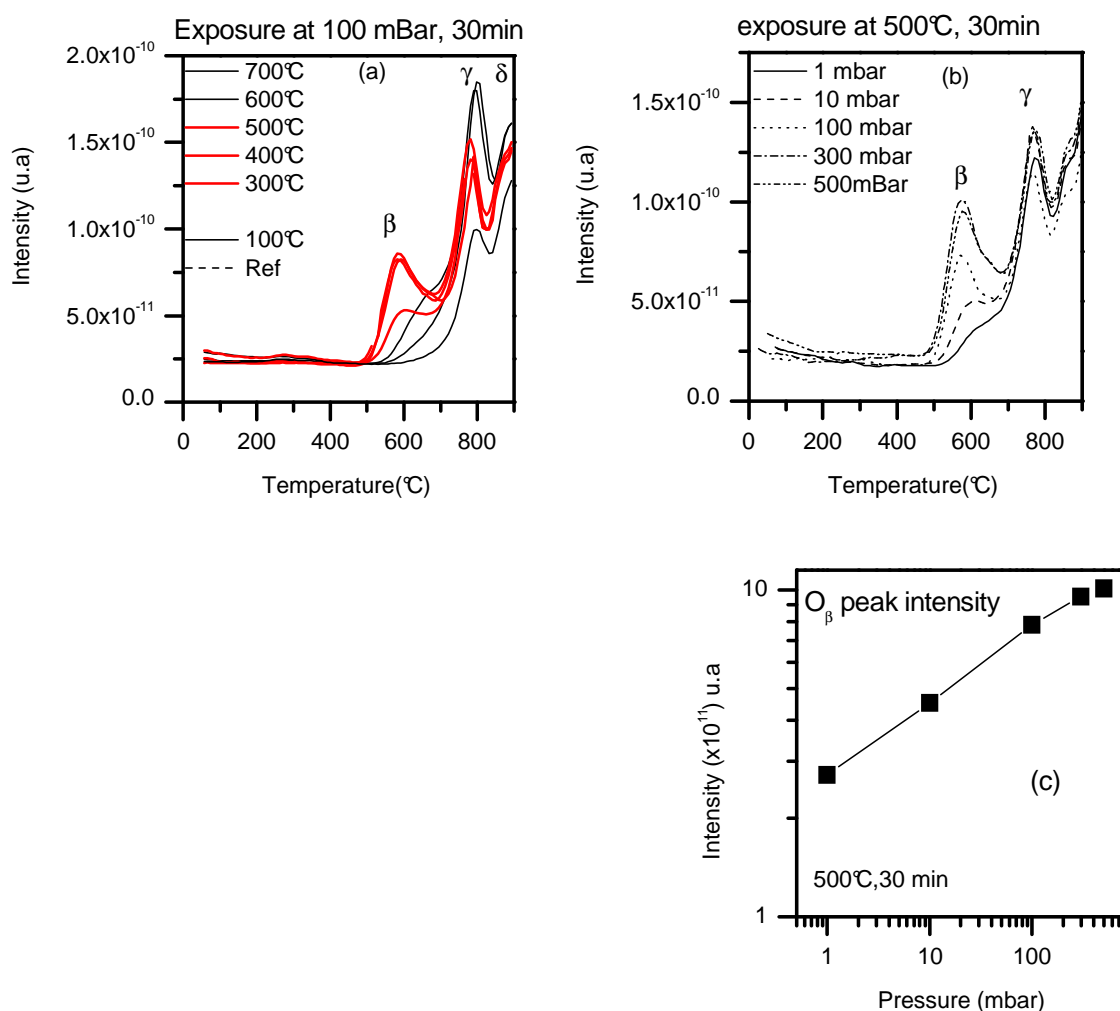 Exposure at 100 mBar, 30min
2.0x10⁻¹⁰
1.5x10⁻¹⁰
1.0x10⁻¹⁰
5.0x10⁻¹¹
0.0
Intensity (u.a)
700℃
600℃
500℃
400℃
300℃
100℃
Ref
(a)
γ
δ
β
0 200 400 600 800
Temperature(℃)
exposure at 500℃, 30min
1.5x10⁻¹⁰
1.0x10⁻¹⁰
5.0x10⁻¹¹
0.0
Intensity (u.a)
1 mbar
10 mbar
100 mbar
300 mbar
500mBar
(b)
γ
β
0 200 400 600 800
Temperature(℃)
10
1
Intensity (x10¹¹) u.a
Oᵦ peak intensity
(c)
500℃,30 min
1 10 100
Pressure (mbar)